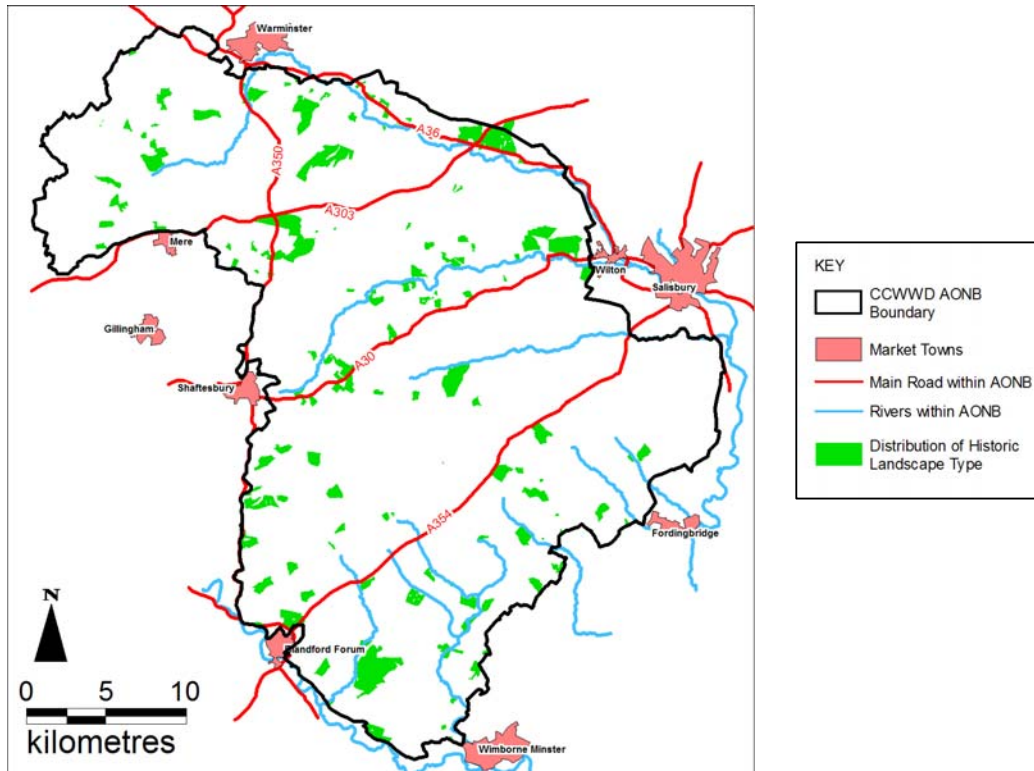 Warminster
A36
A350
A303
Mere
Wilton
Salisbury
Gillingham
A30
Shaftesbury
A354
Fordingbridge
Blandford Forum
Wimborne Minster
N
0 5 10
kilometres
KEY
CCWWD AONB
Boundary
Market Towns
Main Road within AONB
Rivers within AONB
Distribution of Historic
Landscape Type